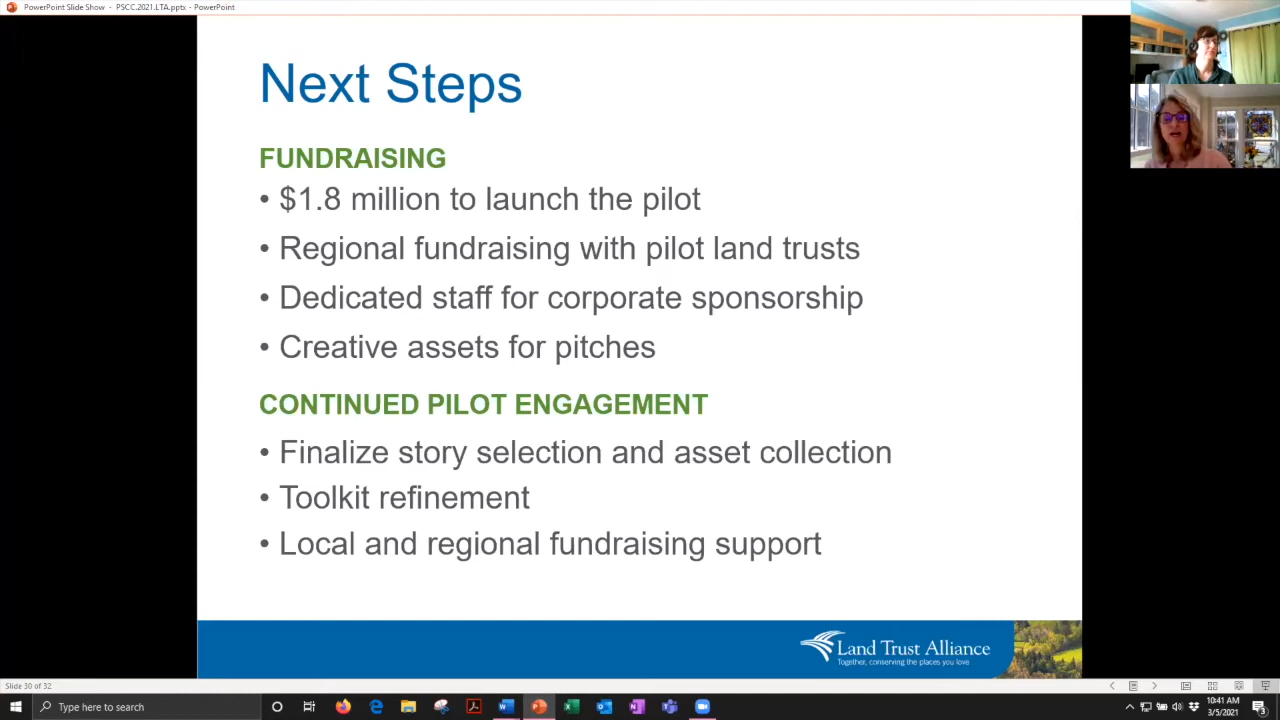 PowerPoint Slide Show - PSCC.2021.LTA.pptx - PowerPoint
Next Steps
FUNDRAISING
• $1.8 million to launch the pilot
• Regional fundraising with pilot land trusts
• Dedicated staff for corporate sponsorship
• Creative assets for pitches
CONTINUED PILOT ENGAGEMENT
• Finalize story selection and asset collection
• Toolkit refinement
• Local and regional fundraising support
Land Trust Alliance
Together, conserving the places you love
Slide 30 of 32
Type here to search
10:41 AM
3/5/2021